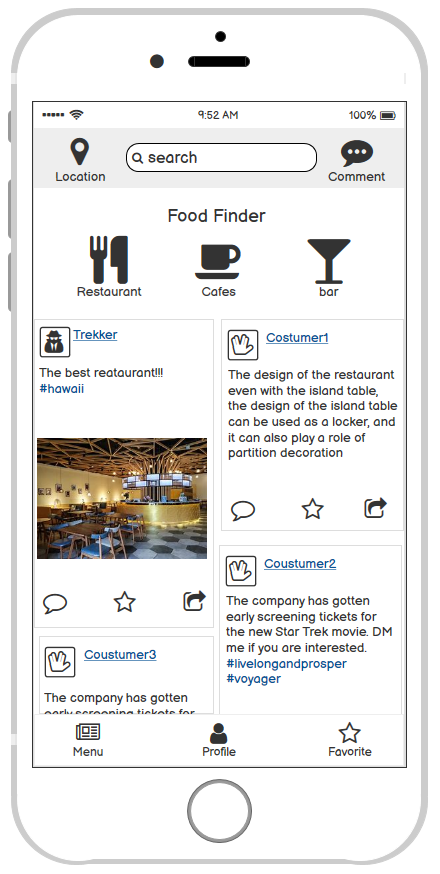 9:52 AM
100%
Location
search
Comment
Food Finder
Restaurant
Cafes
bar
Trekker
The best reataurant!!!
#hawaii
Costumer1
The design of the restaurant
even with the island table,
the design of the island table
can be used as a locker, and
it can also play a role of
partition decoration
Coustumer2
The company has gotten
early screening tickets for
the new Star Trek movie. DM
me if you are interested.
#livelongandprosper
#voyager
Coustumer3
The company has gotten
early screening tickets for
Menu
Profile
Favorite